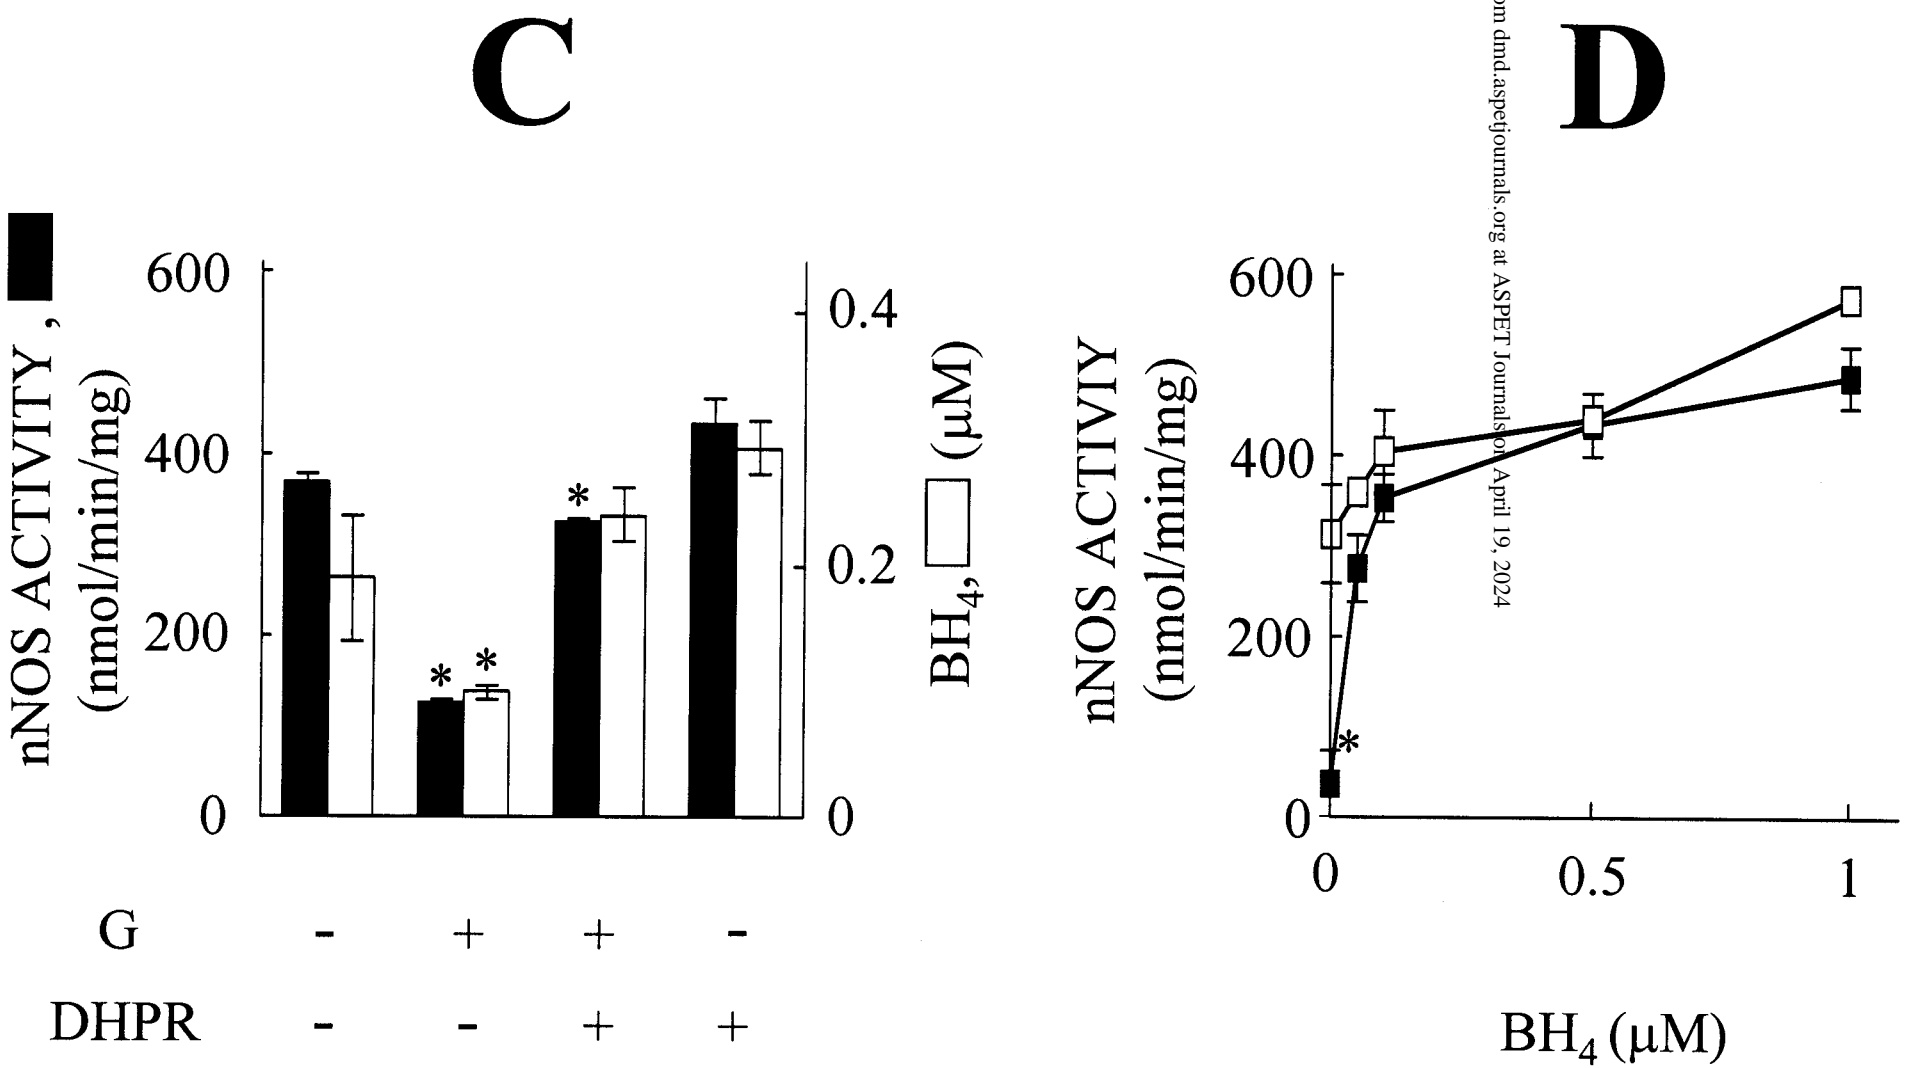 C
nNOS ACTIVITY ,
(nmol/min/mg)
600
400
200
0
0.4
0.2
0
BH₄, (μM)
*
*
*
G - + + -
DHPR - - + +
D
nNOS ACTIVIY
(nmol/min/mg)
600
400
200
0
*
0 0.5 1
BH₄ (μM)
om dmd.aspetjournals.org at ASPET Journals on April 19, 2024